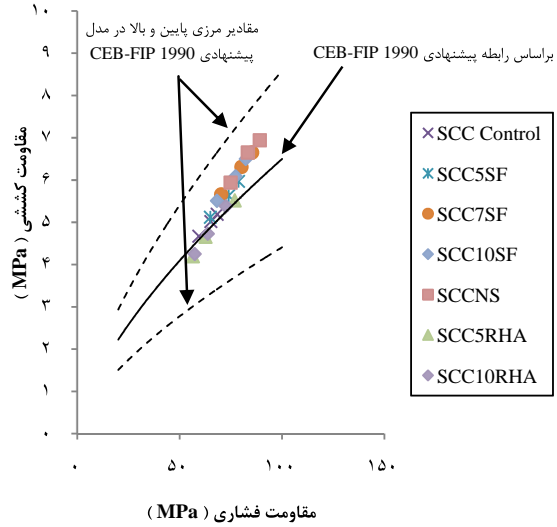 مقادیر مرزی پایین و بالا در مدل
پیشنهادی CEB-FIP 1990
براساس رابطه پیشنهادی CEB-FIP 1990
۱۰
۹
۸
۷
۶
۵
۴
۳
۲
۱
۰
مقاومت کششی ( MPa )
۰
۵۰
۱۰۰
۱۵۰
مقاومت فشاری ( MPa )
SCC Control
SCC5SF
SCC7SF
SCC10SF
SCCNS
SCC5RHA
SCC10RHA